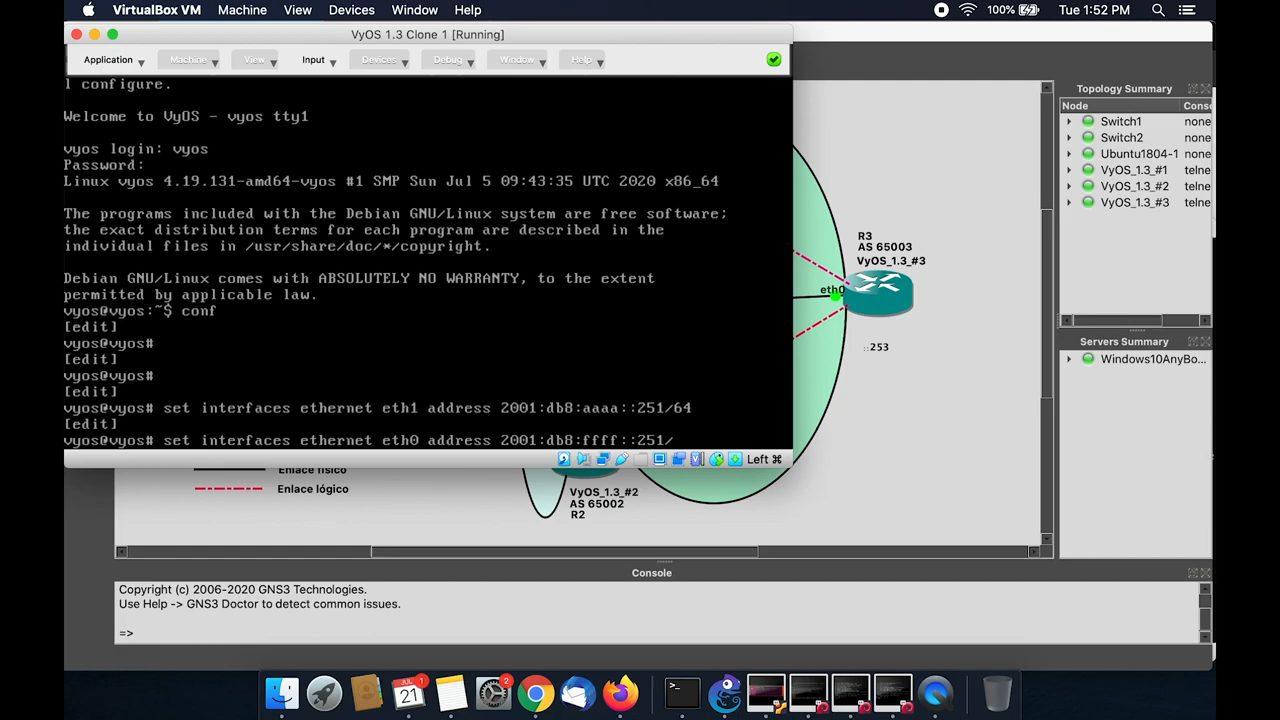 VirtualBox VM Machine View Devices Window Help 100% Tue 1:52 PM
VyOS 1.3 Clone 1 [Running]
Application Machine View Input Devices Debug Window Help
l configure.
Welcome to VyOS - vyos tty1
vyos login: vyos
Password:
Linux vyos 4.19.131-amd64-vyos #1 SMP Sun Jul 5 09:43:35 UTC 2020 x86_64
The programs included with the Debian GNU/Linux system are free software;
the exact distribution terms for each program are described in the
individual files in /usr/share/doc/*/copyright.
Debian GNU/Linux comes with ABSOLUTELY NO WARRANTY, to the extent
permitted by applicable law.
vyos@vyos:~$ conf
[edit]
vyos@vyos#
[edit]
vyos@vyos#
[edit]
vyos@vyos# set interfaces ethernet eth1 address 2001:db8:aaaa::251/64
[edit]
vyos@vyos# set interfaces ethernet eth0 address 2001:db8:ffff::251/
Left ⌘
R3
AS 65003
VyOS_1.3_#3
eth0
::253
Enlace físico
Enlace lógico
VyOS_1.3_#2
AS 65002
R2
Topology Summary
Node Conso
Switch1 none
Switch2 none
Ubuntu1804-1 none
VyOS_1.3_#1 telne
VyOS_1.3_#2 telne
VyOS_1.3_#3 telne
Servers Summary
Windows10AnyBo...
Console
Copyright (c) 2006-2020 GNS3 Technologies.
Use Help -> GNS3 Doctor to detect common issues.
=>
JUL
21
1
2